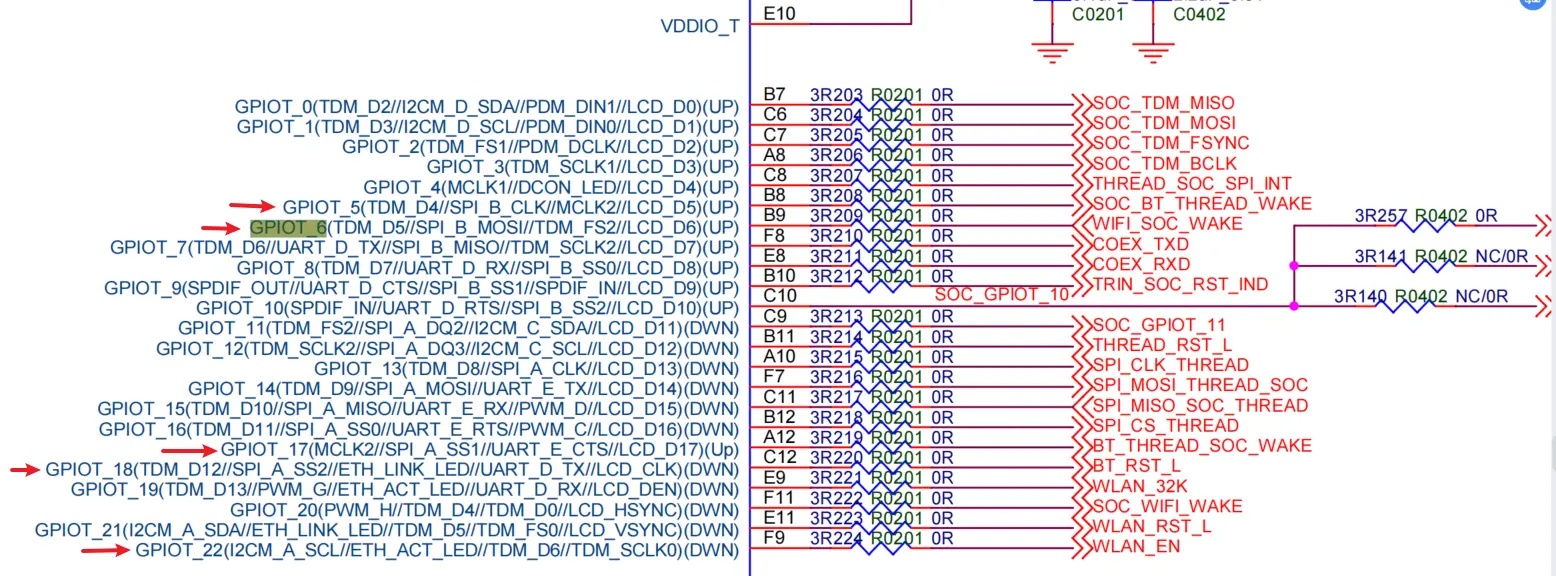 E10
C0201 C0402
VDDIO_T
GPIOT_0(TDM_D2//I2CM_D_SDA//PDM_DIN1//LCD_D0)(UP) B7 3R203 R0201 0R SOC_TDM_MISO
GPIOT_1(TDM_D3//I2CM_D_SCL//PDM_DIN0//LCD_D1)(UP) C6 3R204 R0201 0R SOC_TDM_MOSI
GPIOT_2(TDM_FS1//PDM_DCLK//LCD_D2)(UP) C7 3R205 R0201 0R SOC_TDM_FSYNC
GPIOT_3(TDM_SCLK1//LCD_D3)(UP) A8 3R206 R0201 0R SOC_TDM_BCLK
GPIOT_4(MCLK1//DCON_LED//LCD_D4)(UP) C8 3R207 R0201 0R THREAD_SOC_SPI_INT
GPIOT_5(TDM_D4//SPI_B_CLK//MCLK2//LCD_D5)(UP) B8 3R208 R0201 0R SOC_BT_THREAD_WAKE
GPIOT_6(TDM_D5//SPI_B_MOSI//TDM_FS2//LCD_D6)(UP) B9 3R209 R0201 0R WIFI_SOC_WAKE 3R257 R0402 0R
GPIOT_7(TDM_D6//UART_D_TX//SPI_B_MISO//TDM_SCLK2//LCD_D7)(UP) F8 3R210 R0201 0R COEX_TXD
GPIOT_8(TDM_D7//UART_D_RX//SPI_B_SS0//LCD_D8)(UP) E8 3R211 R0201 0R COEX_RXD 3R141 R0402 NC/0R
GPIOT_9(SPDIF_OUT//UART_D_CTS//SPI_B_SS1//SPDIF_IN//LCD_D9)(UP) B10 3R212 R0201 0R TRIN_SOC_RST_IND
GPIOT_10(SPDIF_IN//UART_D_RTS//SPI_B_SS2//LCD_D10)(UP) C10 SOC_GPIOT_10 3R140 R0402 NC/0R
GPIOT_11(TDM_FS2//SPI_A_DQ2//I2CM_C_SDA//LCD_D11)(DWN) C9 3R213 R0201 0R SOC_GPIOT_11
GPIOT_12(TDM_SCLK2//SPI_A_DQ3//I2CM_C_SCL//LCD_D12)(DWN) B11 3R214 R0201 0R THREAD_RST_L
GPIOT_13(TDM_D8//SPI_A_CLK//LCD_D13)(DWN) A10 3R215 R0201 0R SPI_CLK_THREAD
GPIOT_14(TDM_D9//SPI_A_MOSI//UART_E_TX//LCD_D14)(DWN) F7 3R216 R0201 0R SPI_MOSI_THREAD_SOC
GPIOT_15(TDM_D10//SPI_A_MISO//UART_E_RX//PWM_D//LCD_D15)(DWN) C11 3R217 R0201 0R SPI_MISO_SOC_THREAD
GPIOT_16(TDM_D11//SPI_A_SS0//UART_E_RTS//PWM_C//LCD_D16)(DWN) B12 3R218 R0201 0R SPI_CS_THREAD
GPIOT_17(MCLK2//SPI_A_SS1//UART_E_CTS//LCD_D17)(Up) A12 3R219 R0201 0R BT_THREAD_SOC_WAKE
GPIOT_18(TDM_D12//SPI_A_SS2//ETH_LINK_LED//UART_D_TX//LCD_CLK)(DWN) C12 3R220 R0201 0R BT_RST_L
GPIOT_19(TDM_D13//PWM_G//ETH_ACT_LED//UART_D_RX//LCD_DEN)(DWN) E9 3R221 R0201 0R WLAN_32K
GPIOT_20(PWM_H//TDM_D4//TDM_D0//LCD_HSYNC)(DWN) F11 3R222 R0201 0R SOC_WIFI_WAKE
GPIOT_21(I2CM_A_SDA//ETH_LINK_LED//TDM_D5//TDM_FS0//LCD_VSYNC)(DWN) E11 3R223 R0201 0R WLAN_RST_L
GPIOT_22(I2CM_A_SCL//ETH_ACT_LED//TDM_D6//TDM_SCLK0)(DWN) F9 3R224 R0201 0R WLAN_EN